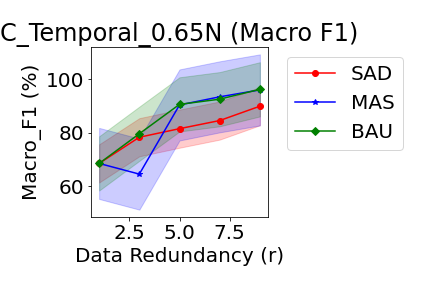 C_Temporal_0.65N (Macro F1)
SAD
MAS
BAU
Macro_F1 (%)
100
80
60
2.5 5.0 7.5
Data Redundancy (r)